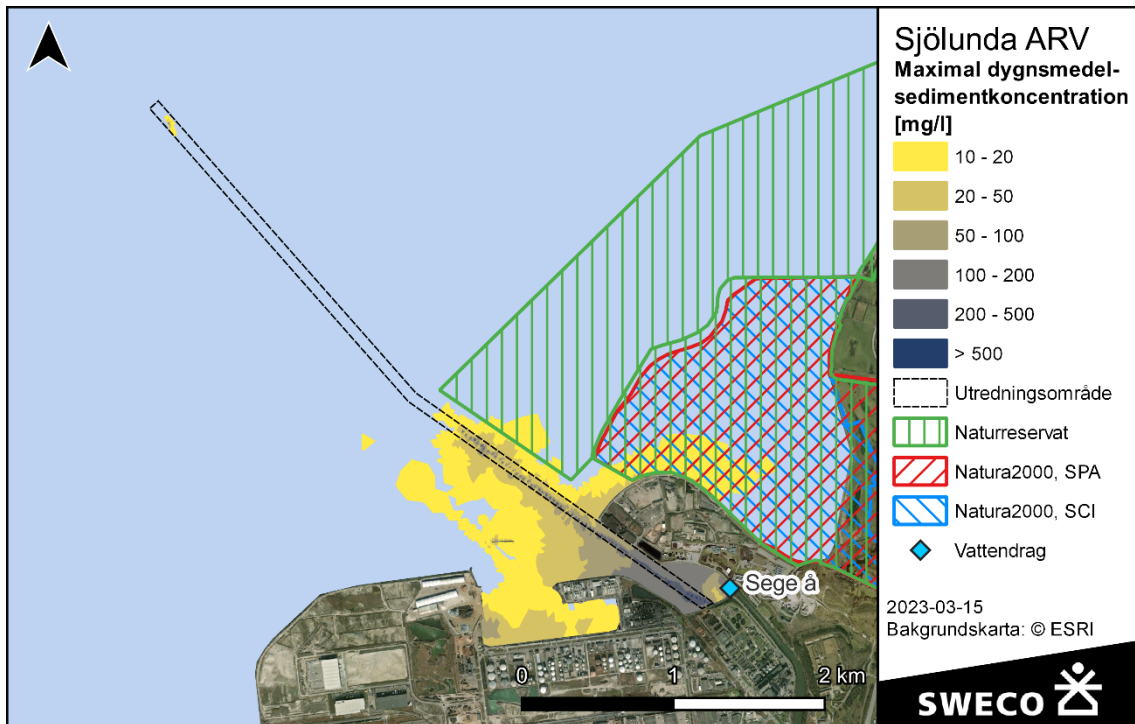 Sjölunda ARV
Maximal dygnsmedel-
sedimentkoncentration
[mg/l]
10 - 20
20 - 50
50 - 100
100 - 200
200 - 500
> 500
Utredningsområde
Naturreservat
Natura2000, SPA
Natura2000, SCI
Vattendrag
2023-03-15
Bakgrundskarta: © ESRI
SWECO
Sege å
0 1 2 km